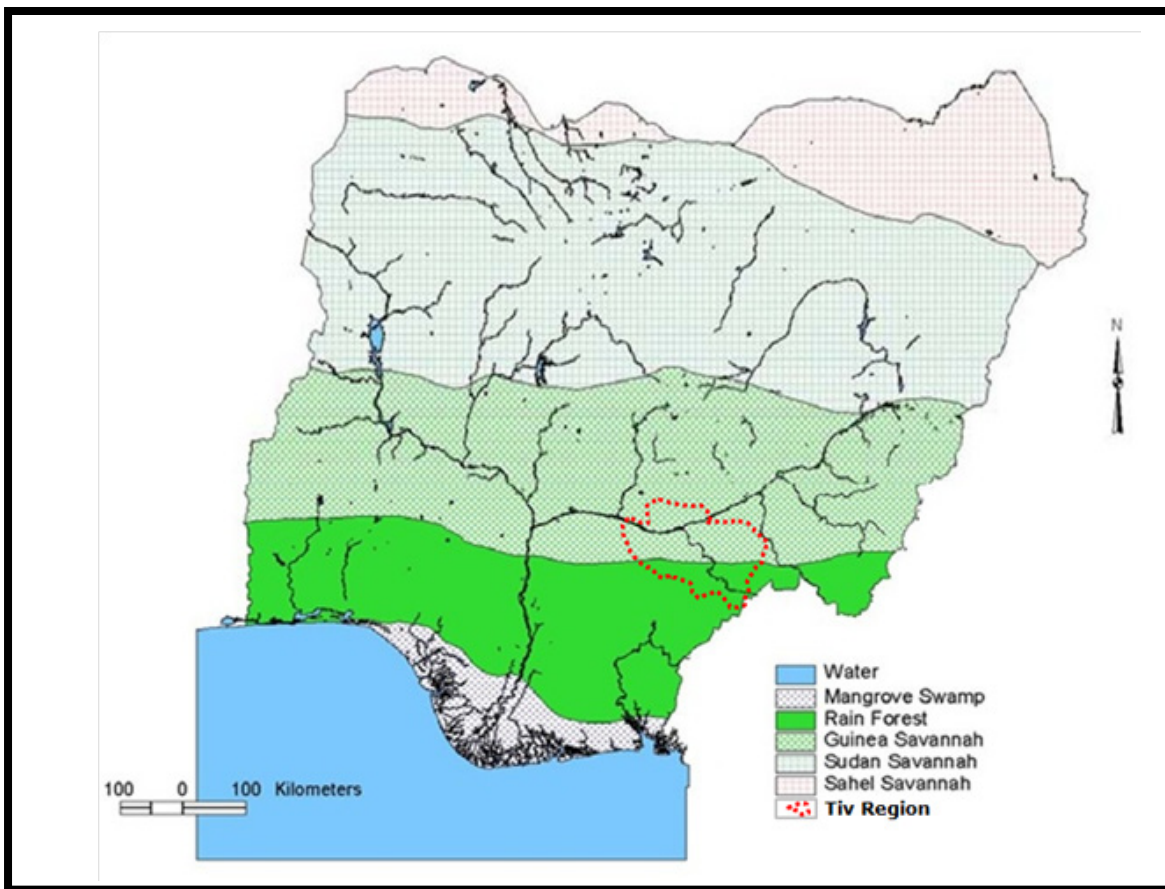 N
Water
Mangrove Swamp
Rain Forest
Guinea Savannah
Sudan Savannah
Sahel Savannah
Tiv Region
100 0 100 Kilometers